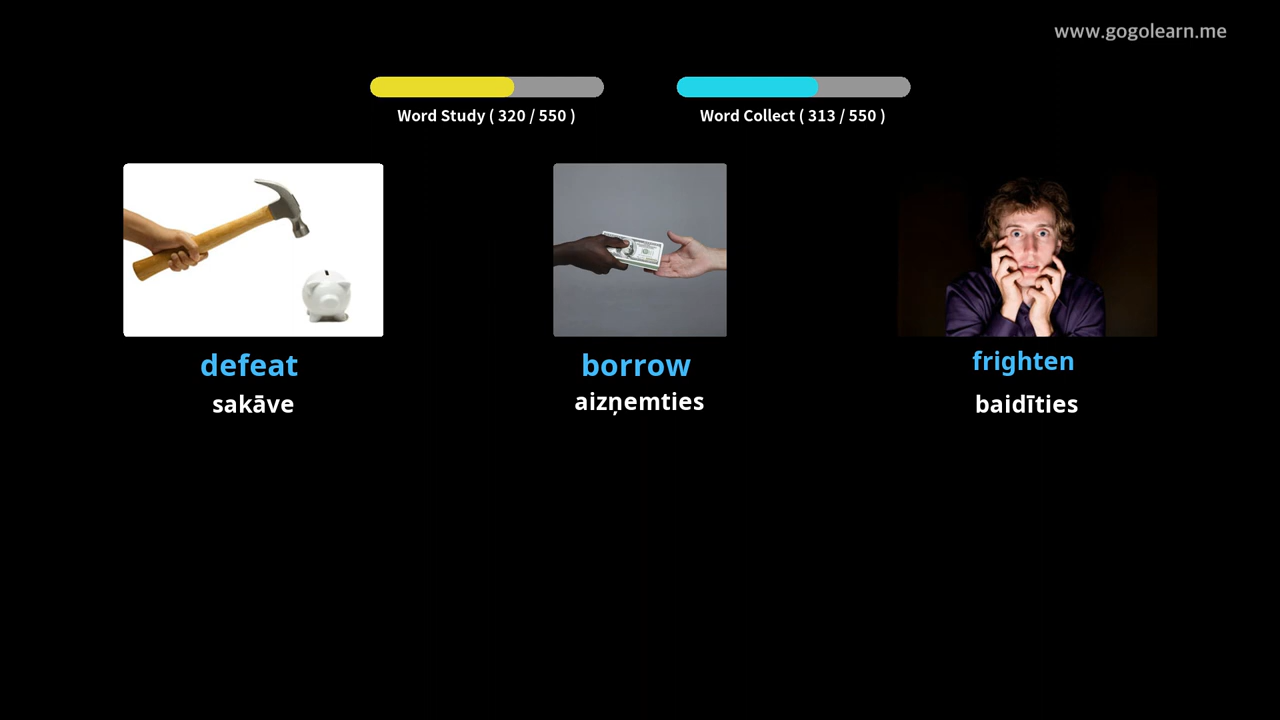 www.gogolearn.me
Word Study ( 320 / 550 )
Word Collect ( 313 / 550 )
defeat
sakāve
borrow
aizņemties
frighten
baidīties